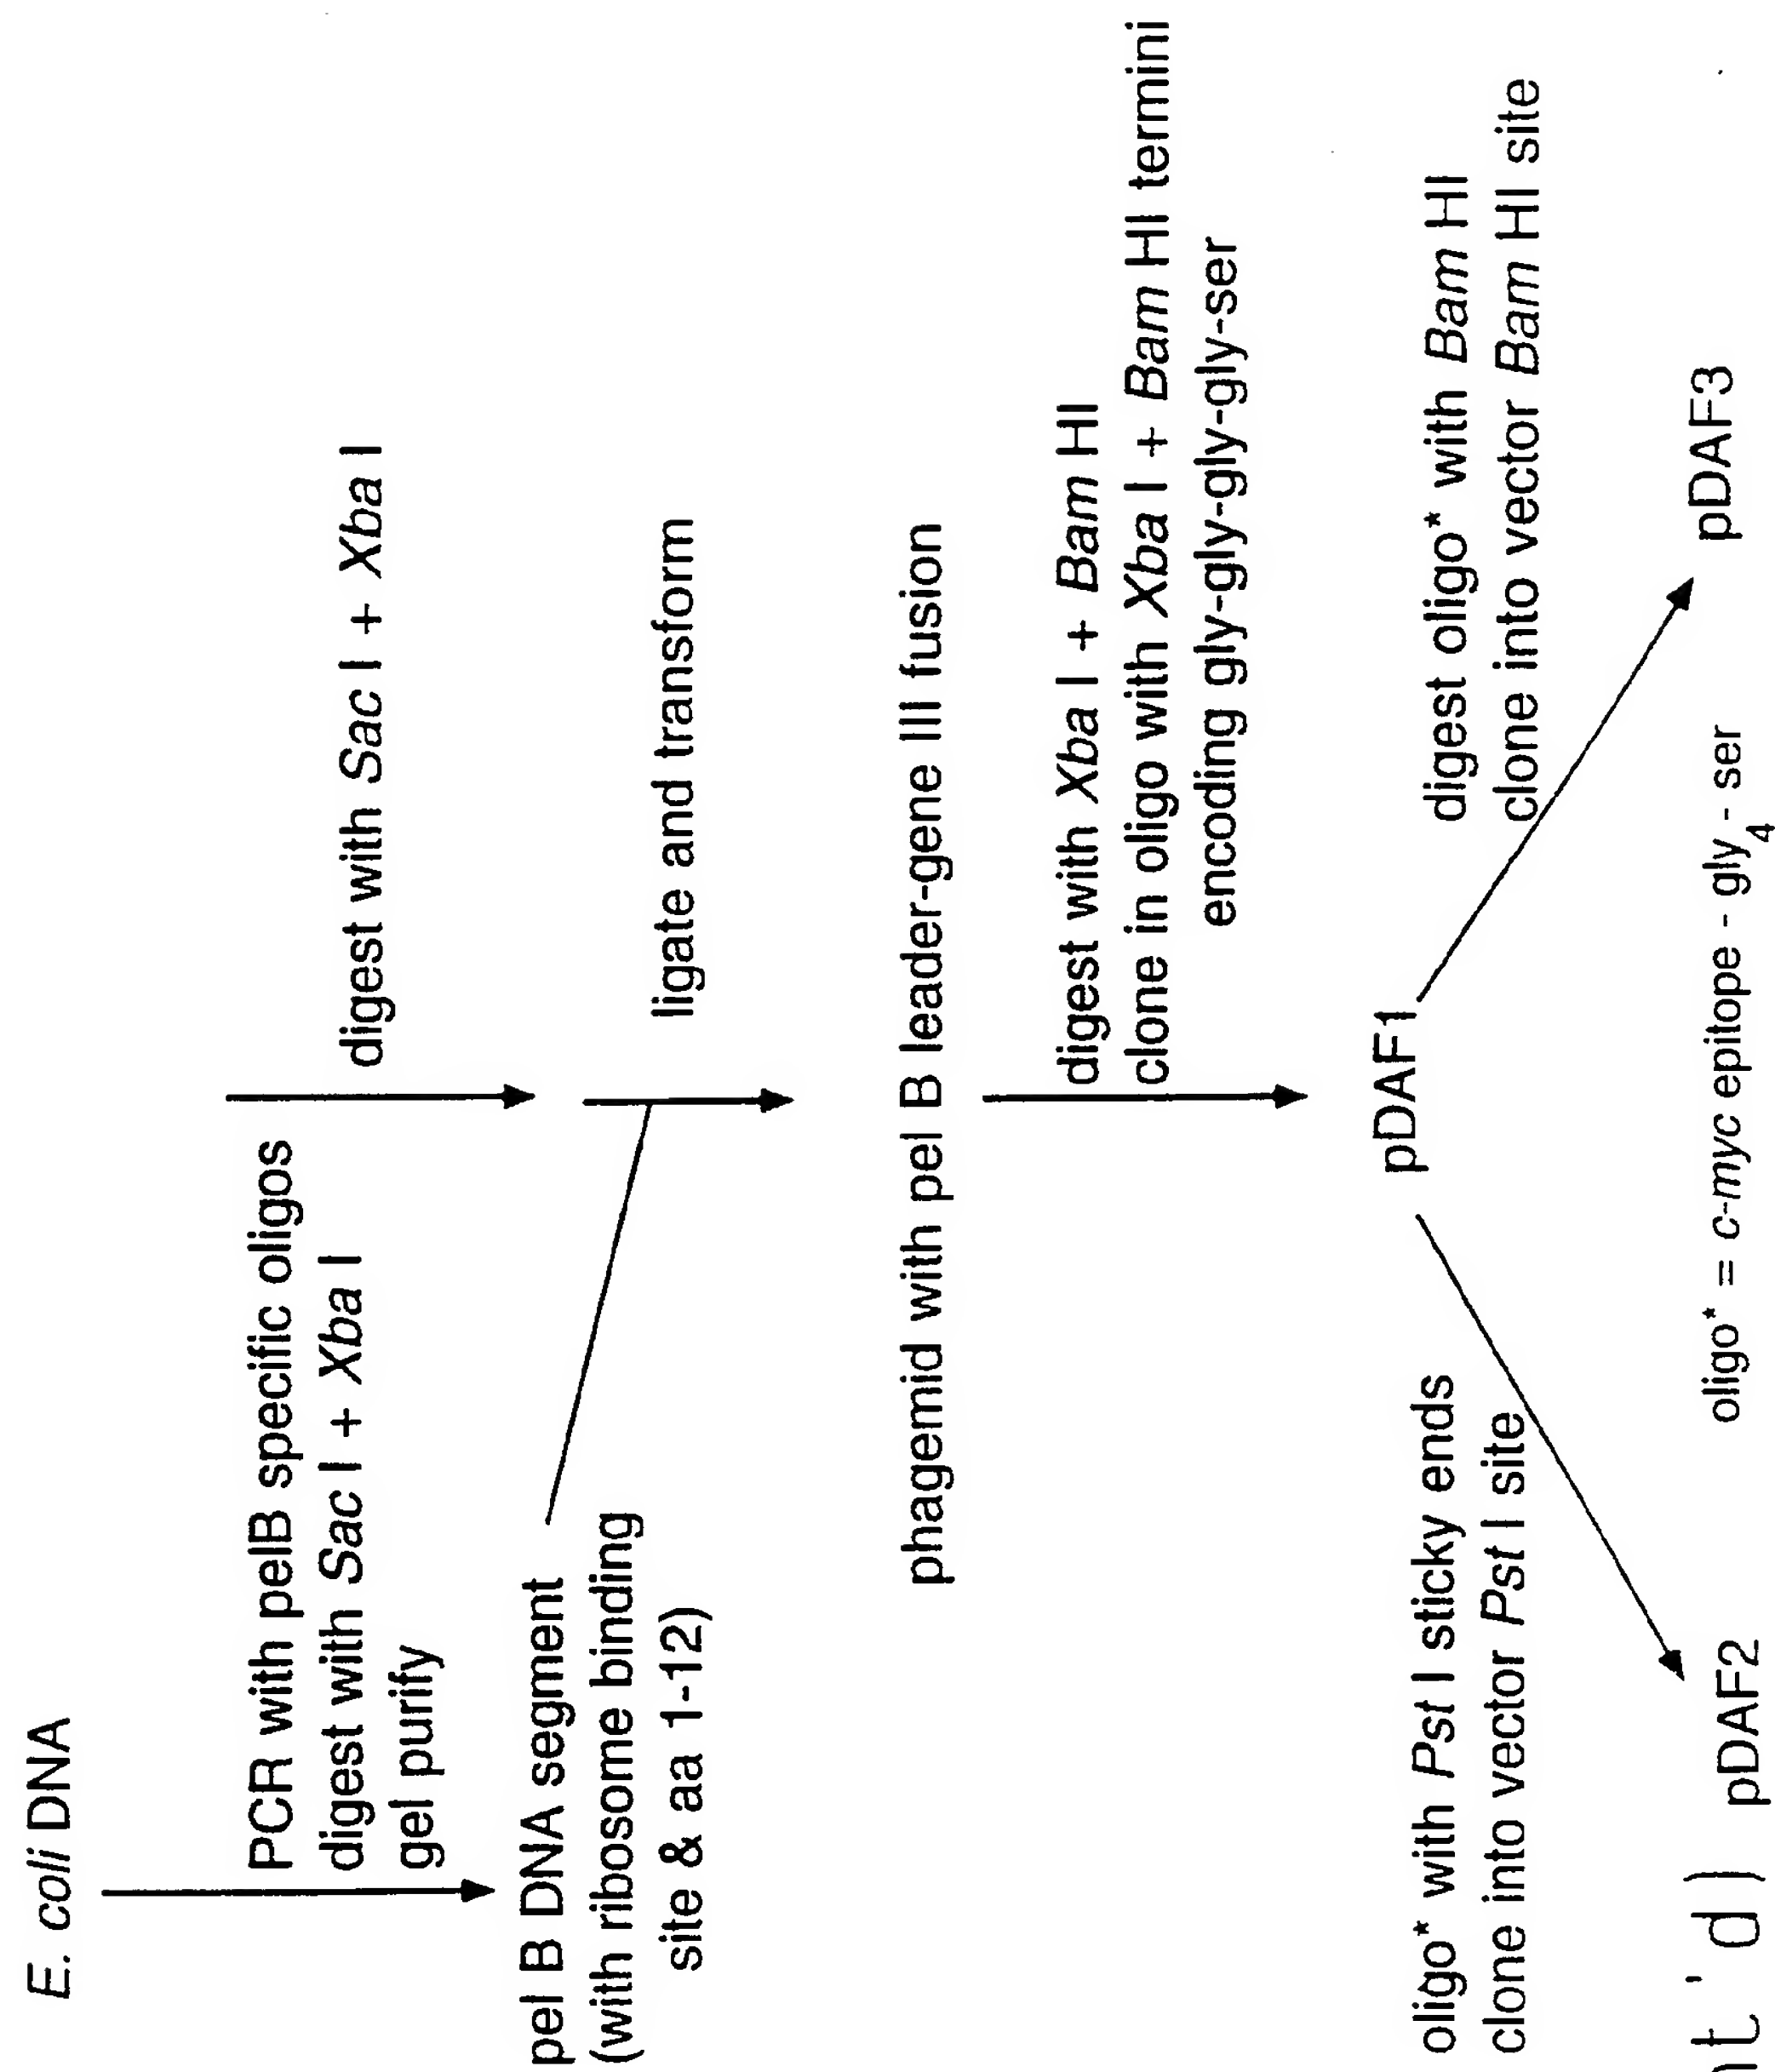 E. coli DNA
PCR with pelB specific oligos
digest with Sac I + Xba I
gel purify
digest with Sac I + Xba I
pel B DNA segment
(with ribosome binding
site & aa 1-12)
ligate and transform
phagemid with pel B leader-gene III fusion
digest with Xba I + Bam HI
clone in oligo with Xba I + Bam HI termini
encoding gly-gly-gly-gly-ser
pDAF1
oligo* with Pst I sticky ends
clone into vector Pst I site
digest oligo* with Bam HI
clone into vector Bam HI site
pDAF2
pDAF3
oligo* = c-myc epitope - gly4 - ser
t'd)